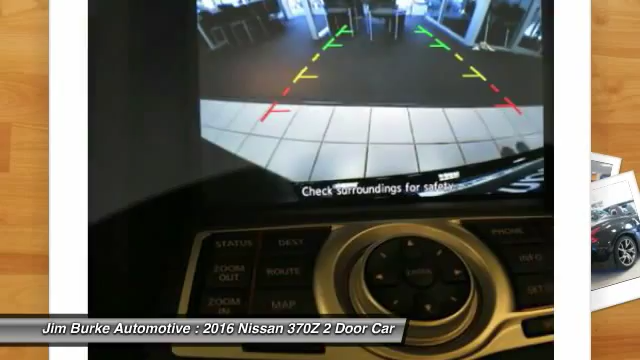 Check surroundings for safety.
STATUS
DEST
PHONE
ZOOM OUT
ROUTE
INFO
ENTER
ZOOM IN
MAP
Jim Burke Automotive : 2016 Nissan 370Z 2 Door Car